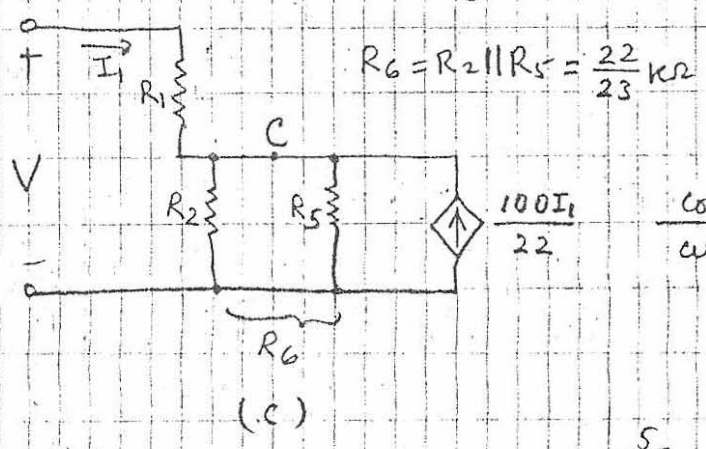 +
I₁
R₁
R₆ = R₂ || R₅ = 22/23 KΩ
C
V
R₂
R₅
100I₁/22
-
R₆
(.c)